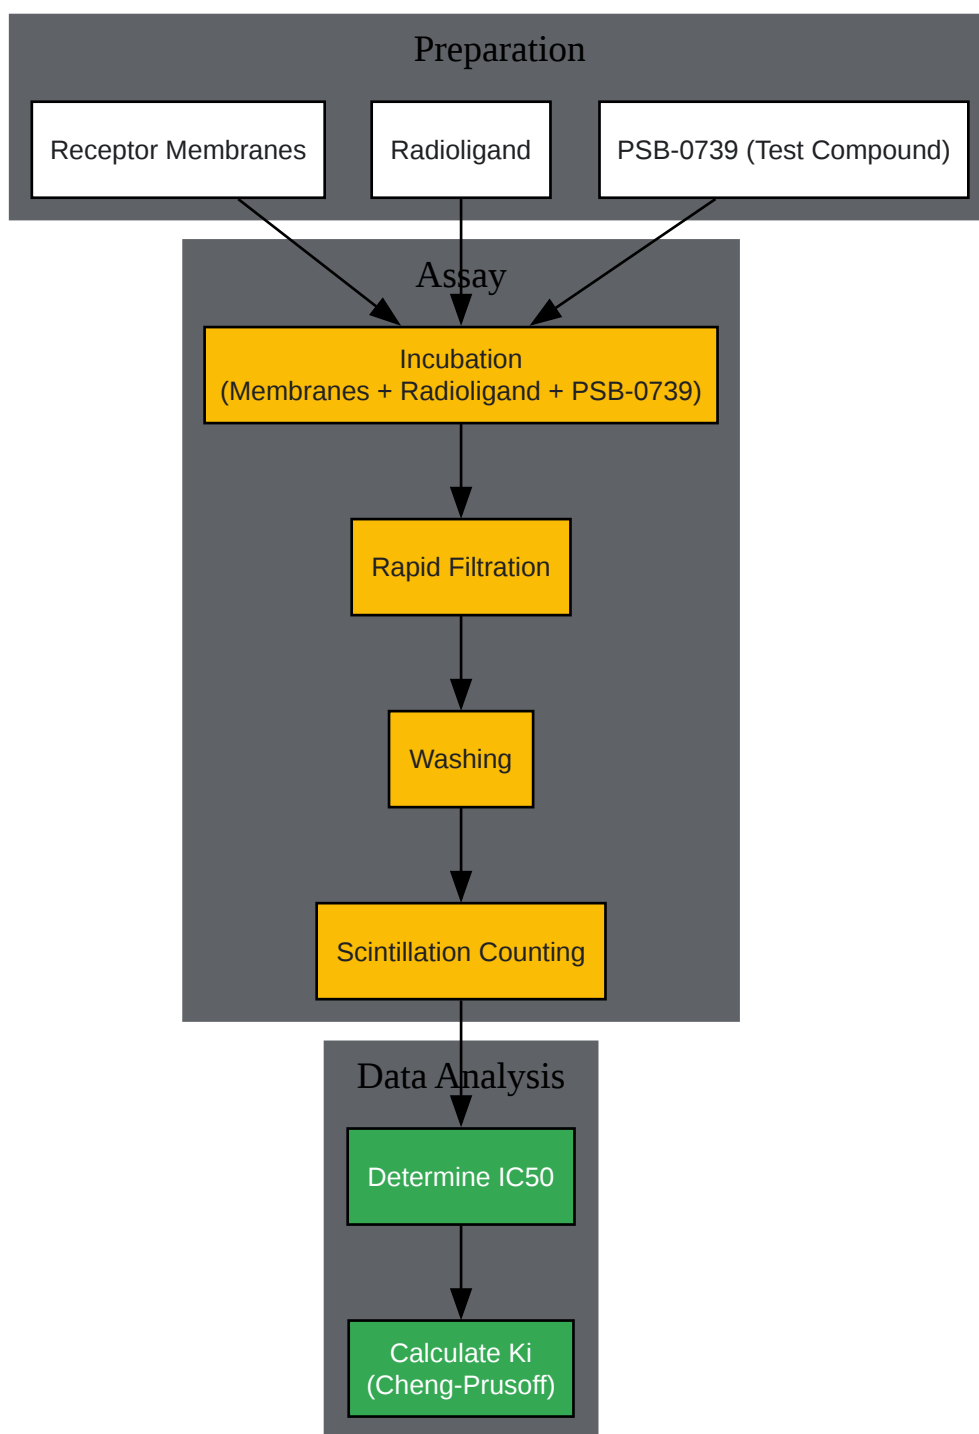 Preparation
Receptor Membranes
Radioligand
PSB-0739 (Test Compound)
Assay
Incubation
(Membranes + Radioligand + PSB-0739)
Rapid Filtration
Washing
Scintillation Counting
Data Analysis
Determine IC50
Calculate Ki
(Cheng-Prusoff)